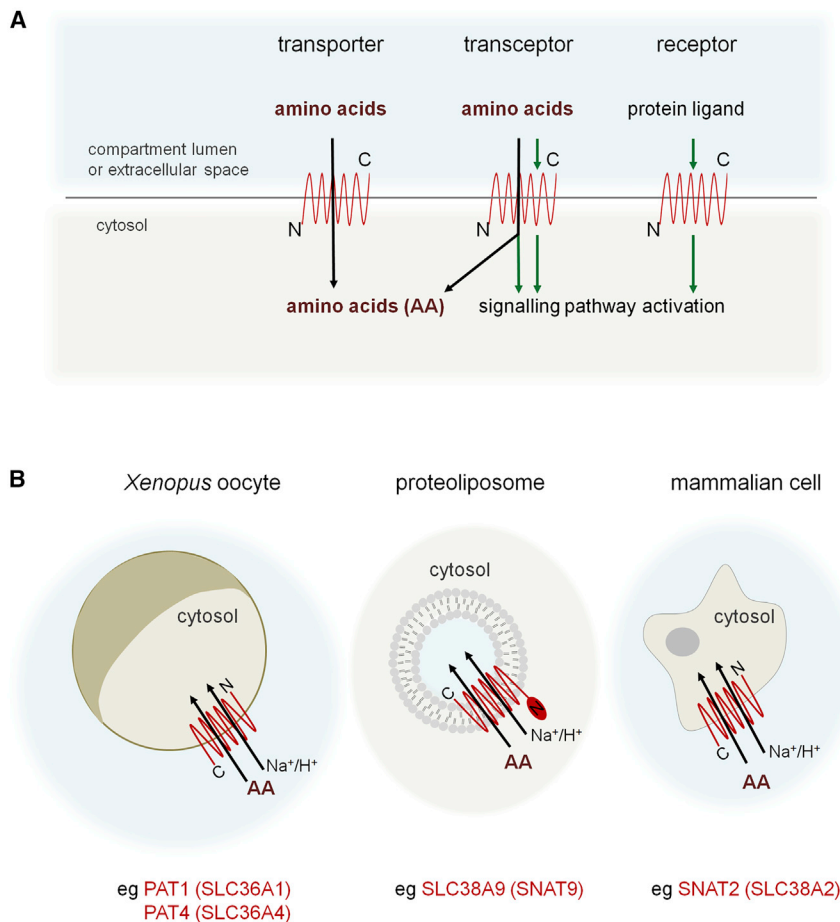 A
transporter
transceptor
receptor
amino acids
amino acids
protein ligand
compartment lumen
or extracellular space
C
C
C
cytosol
N
N
N
amino acids (AA)
signalling pathway activation
B
Xenopus oocyte
proteoliposome
mammalian cell
cytosol
cytosol
cytosol
N
C
Na⁺/H⁺
AA
C
N
Na⁺/H⁺
AA
N
C
Na⁺/H⁺
AA
eg PAT1 (SLC36A1)
PAT4 (SLC36A4)
eg SLC38A9 (SNAT9)
eg SNAT2 (SLC38A2)